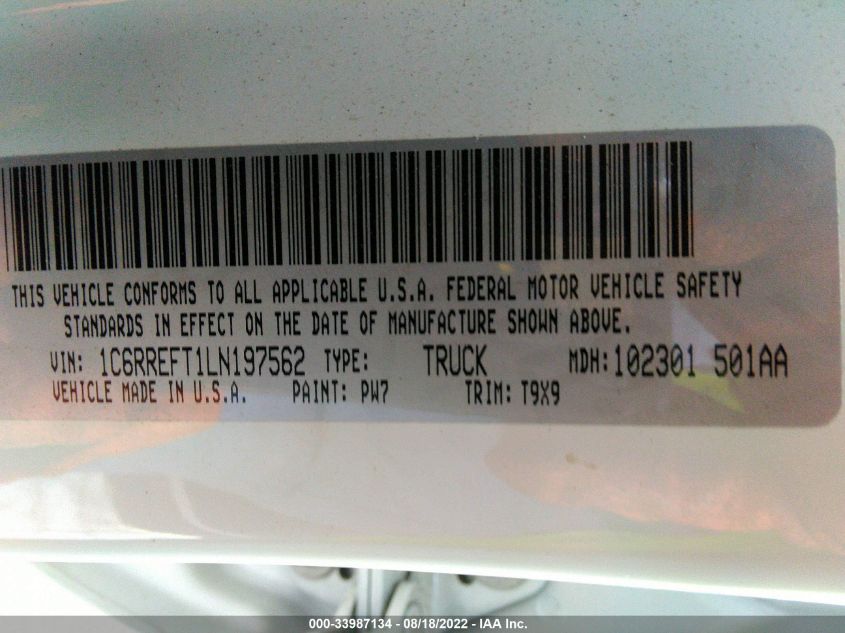 THIS VEHICLE CONFORMS TO ALL APPLICABLE U.S.A. FEDERAL MOTOR VEHICLE SAFETY
STANDARDS IN EFFECT ON THE DATE OF MANUFACTURE SHOWN ABOVE.
VIN: 1C6RREFT1LN197562 TYPE: TRUCK MDH: 102301 501AA
VEHICLE MADE IN U.S.A. PAINT: PW7 TRIM: T9X9
000-33987134 - 08/18/2022 - IAA Inc.